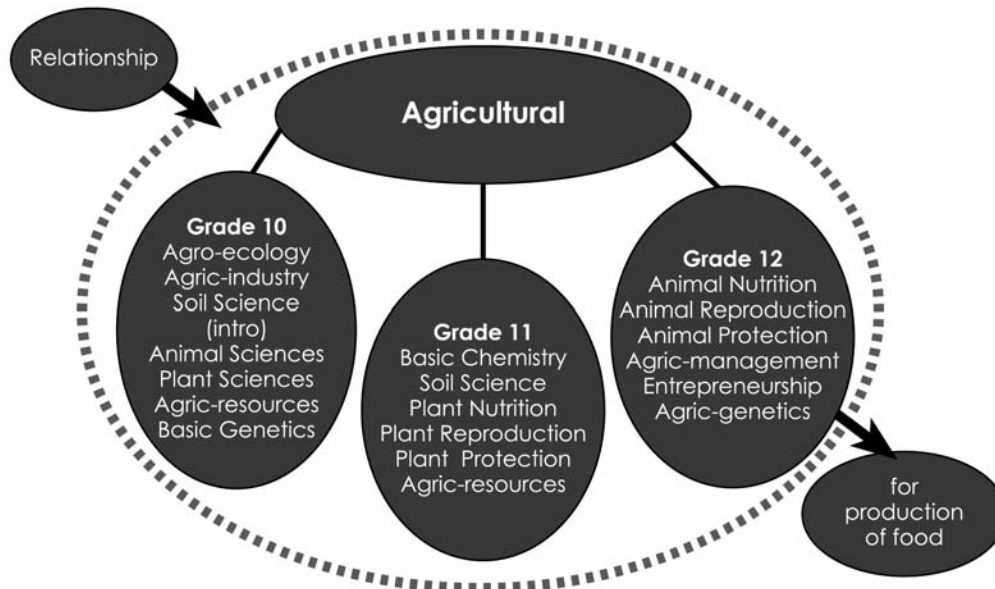 Relationship
Agricultural
Grade 10
Agro-ecology
Agric-industry
Soil Science
(intro)
Animal Sciences
Plant Sciences
Agric-resources
Basic Genetics
Grade 11
Basic Chemistry
Soil Science
Plant Nutrition
Plant Reproduction
Plant Protection
Agric-resources
Grade 12
Animal Nutrition
Animal Reproduction
Animal Protection
Agric-management
Entrepreneurship
Agric-genetics
for
production
of food